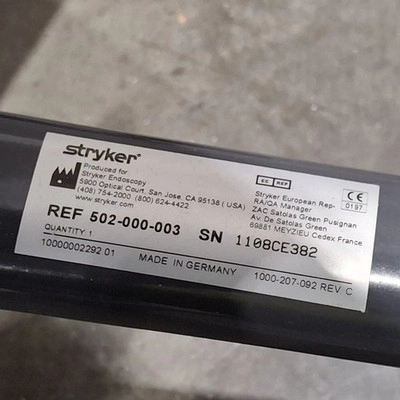 stryker®
Produced for
Stryker Endoscopy
5900 Optical Court, San Jose, CA 95138 (USA)
(408) 754-2000 (800) 624-4422
www.stryker.com
EC REP
Stryker European Rep-
RA/QA Manager
ZAC Satolas Green Pusignan
Av. De Satolas Green
69881 MEYZIEU Cedex France
CE
0197
REF 502-000-003 SN 1108CE382
QUANTITY: 1
10000002292 01 MADE IN GERMANY 1000-207-092 REV C